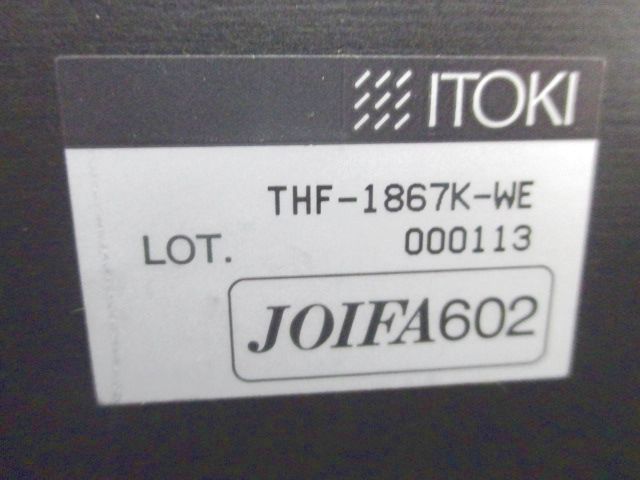 ITOKI
THF-1867K-WE
LOT. 000113
JOIFA602